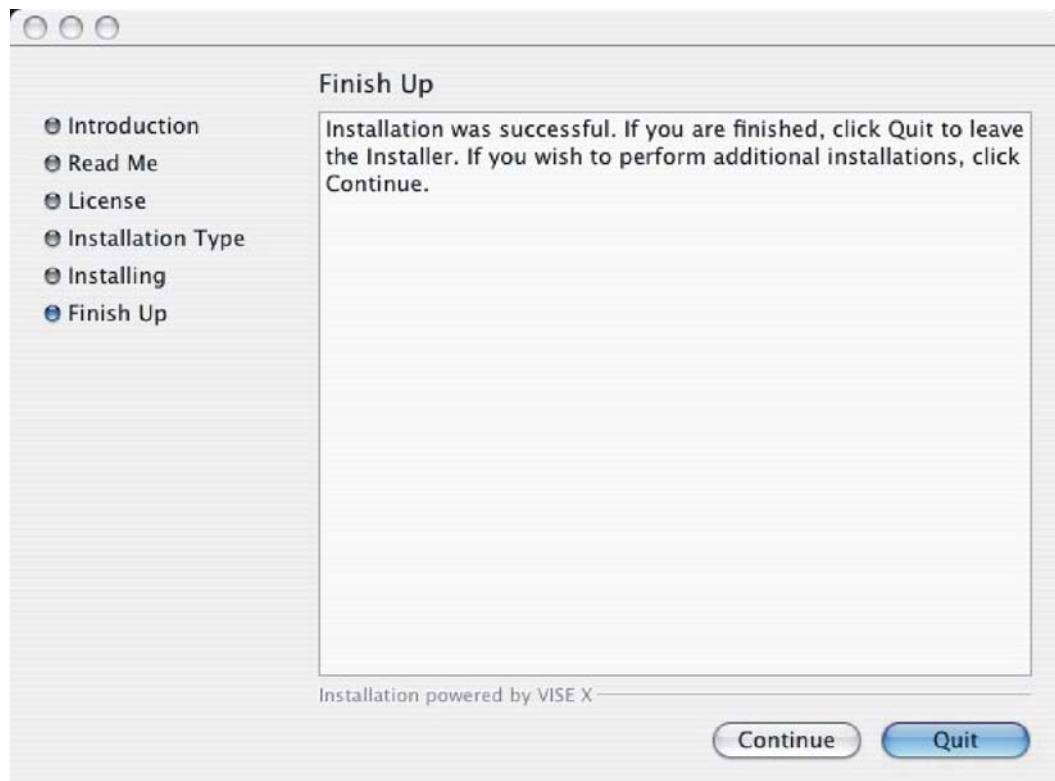 Finish Up
Introduction
Read Me
License
Installation Type
Installing
Finish Up
Installation was successful. If you are finished, click Quit to leave
the Installer. If you wish to perform additional installations, click
Continue.
Installation powered by VISE X
Continue
Quit